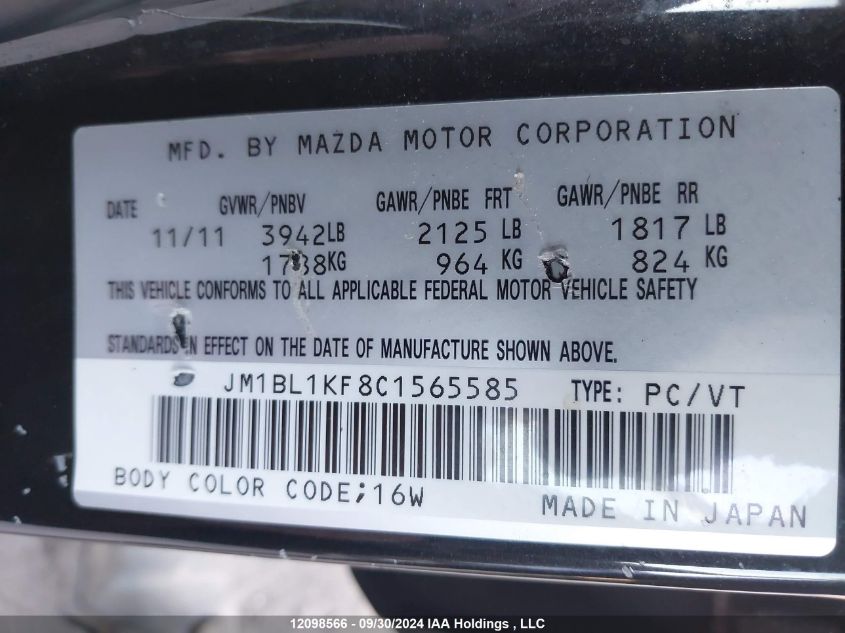 MFD. BY MAZDA MOTOR CORPORATION
DATE GVWR/PNBV GAWR/PNBE FRT GAWR/PNBE RR
11/11 3942LB 2125 LB 1817 LB
1788KG 964 KG 824 KG
THIS VEHICLE CONFORMS TO ALL APPLICABLE FEDERAL MOTOR VEHICLE SAFETY
STANDARDS IN EFFECT ON THE DATE OF MANUFACTURE SHOWN ABOVE.
JM1BL1KF8C1565585 TYPE: PC/VT
BODY COLOR CODE;16W MADE IN JAPAN
12098566 - 09/30/2024 IAA Holdings , LLC